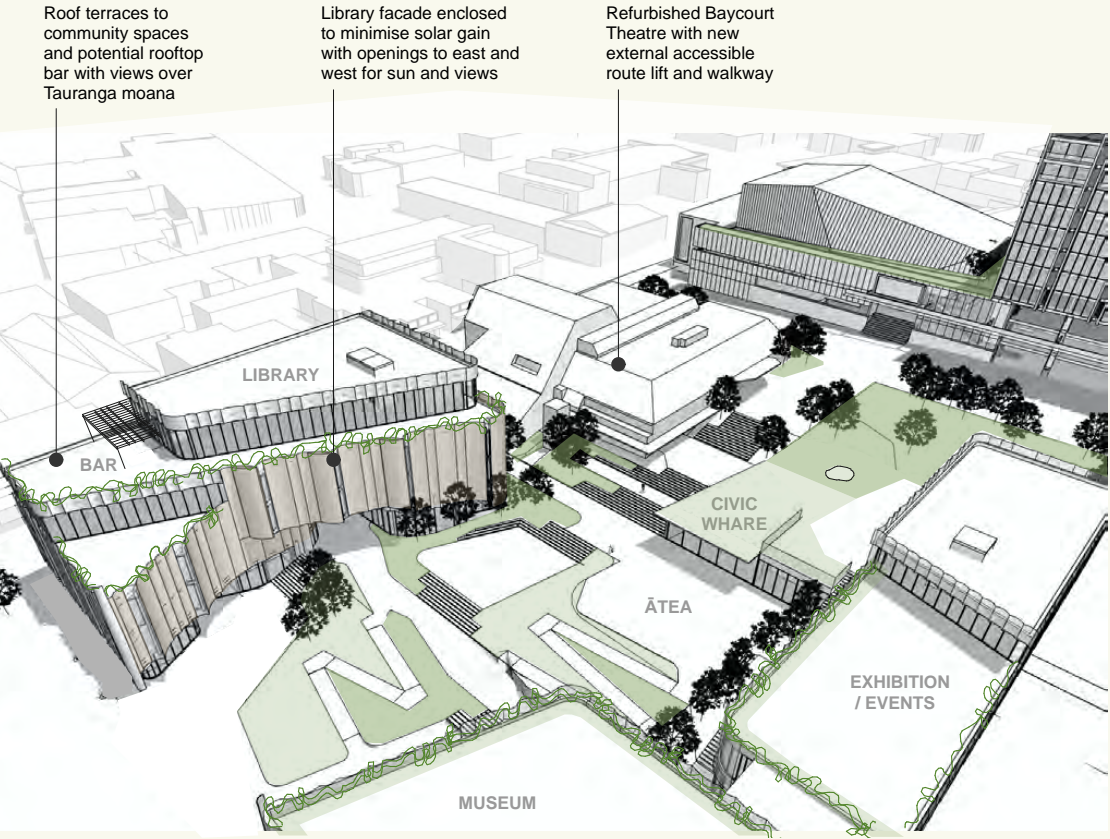 Roof terraces to
community spaces
and potential rooftop
bar with views over
Tauranga moana
Library facade enclosed
to minimise solar gain
with openings to east and
west for sun and views
Refurbished Baycourt
Theatre with new
external accessible
route lift and walkway
LIBRARY
BAR
CIVIC
WHARE
ĀTEA
EXHIBITION
/ EVENTS
MUSEUM